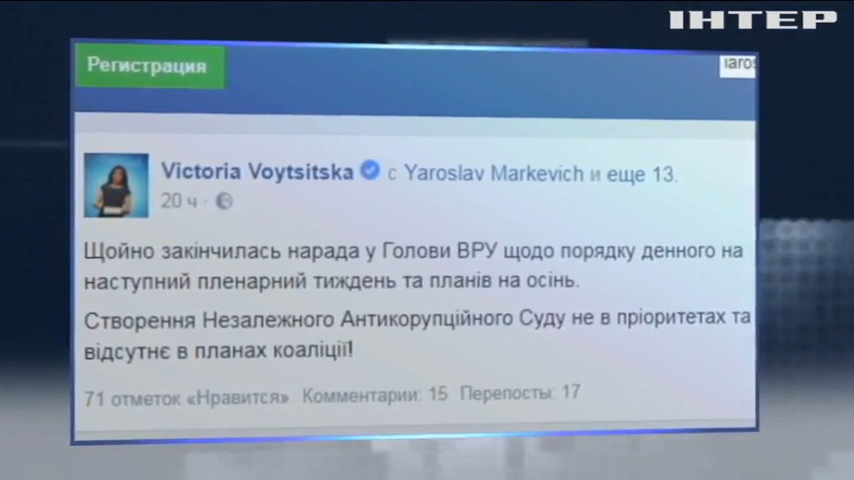 ІНТЕР
Регистрация
Victoria Voytsitska с Yaroslav Markevich и еще 13.
20 ч ·
Щойно закінчилась нарада у Голови ВРУ щодо порядку денного на
наступний пленарний тиждень та планів на осінь.
Створення Незалежного Антикорупційного Суду не в пріоритетах та
відсутнє в планах коаліції!
71 отметок «Нравится» Комментарии: 15 Перепосты: 17